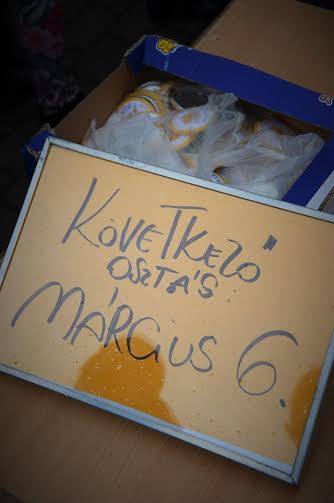 KÖVETKEZŐ
OSZTÁS:
MÁRCIUS 6.